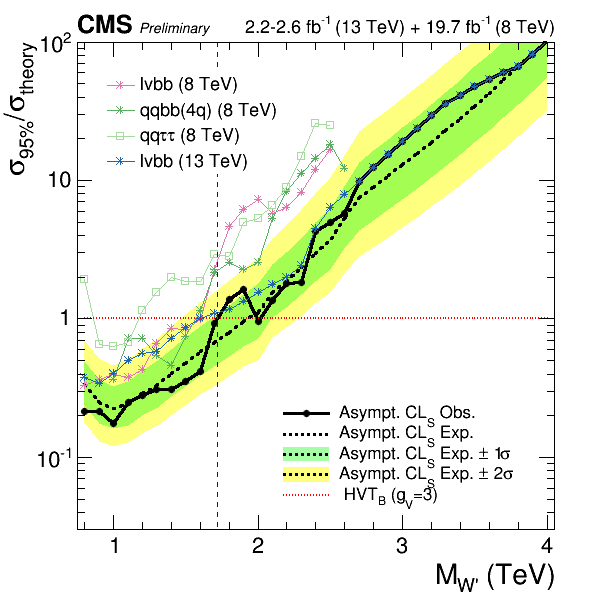 CMS Preliminary 2.2-2.6 fb⁻¹ (13 TeV) + 19.7 fb⁻¹ (8 TeV)
σ95%/σtheory
10²
10
1
10⁻¹
lvbb (8 TeV)
qqbb(4q) (8 TeV)
qqττ (8 TeV)
lvbb (13 TeV)
Asympt. CLS Obs.
Asympt. CLS Exp.
Asympt. CLS Exp. ± 1σ
Asympt. CLS Exp. ± 2σ
HVTB (gV=3)
1 2 3 4
MW' (TeV)